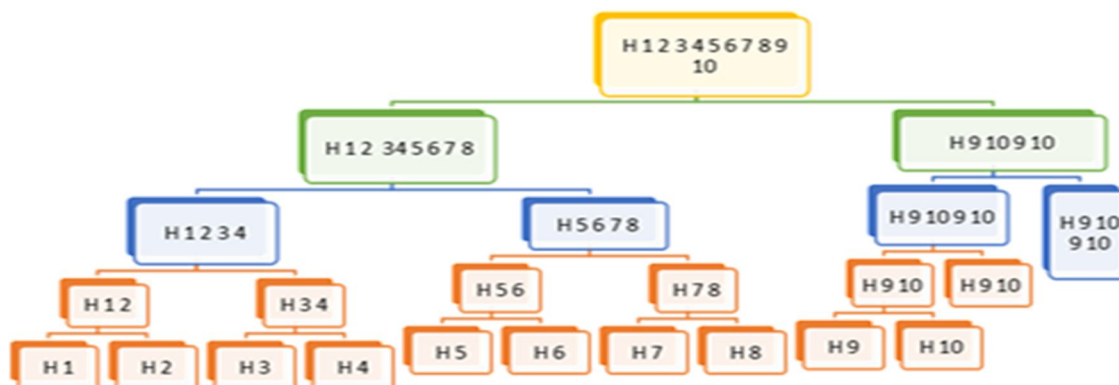 H 1 2 3 4 5 6 7 8 9
10
H 1 2 3 4 5 6 7 8
H 9 10 9 10
H 1 2 3 4
H 5 6 7 8
H 9 10 9 10
H 9 10
9 10
H 1 2
H 3 4
H 5 6
H 7 8
H 9 10
H 9 10
H 1
H 2
H 3
H 4
H 5
H 6
H 7
H 8
H 9
H 10